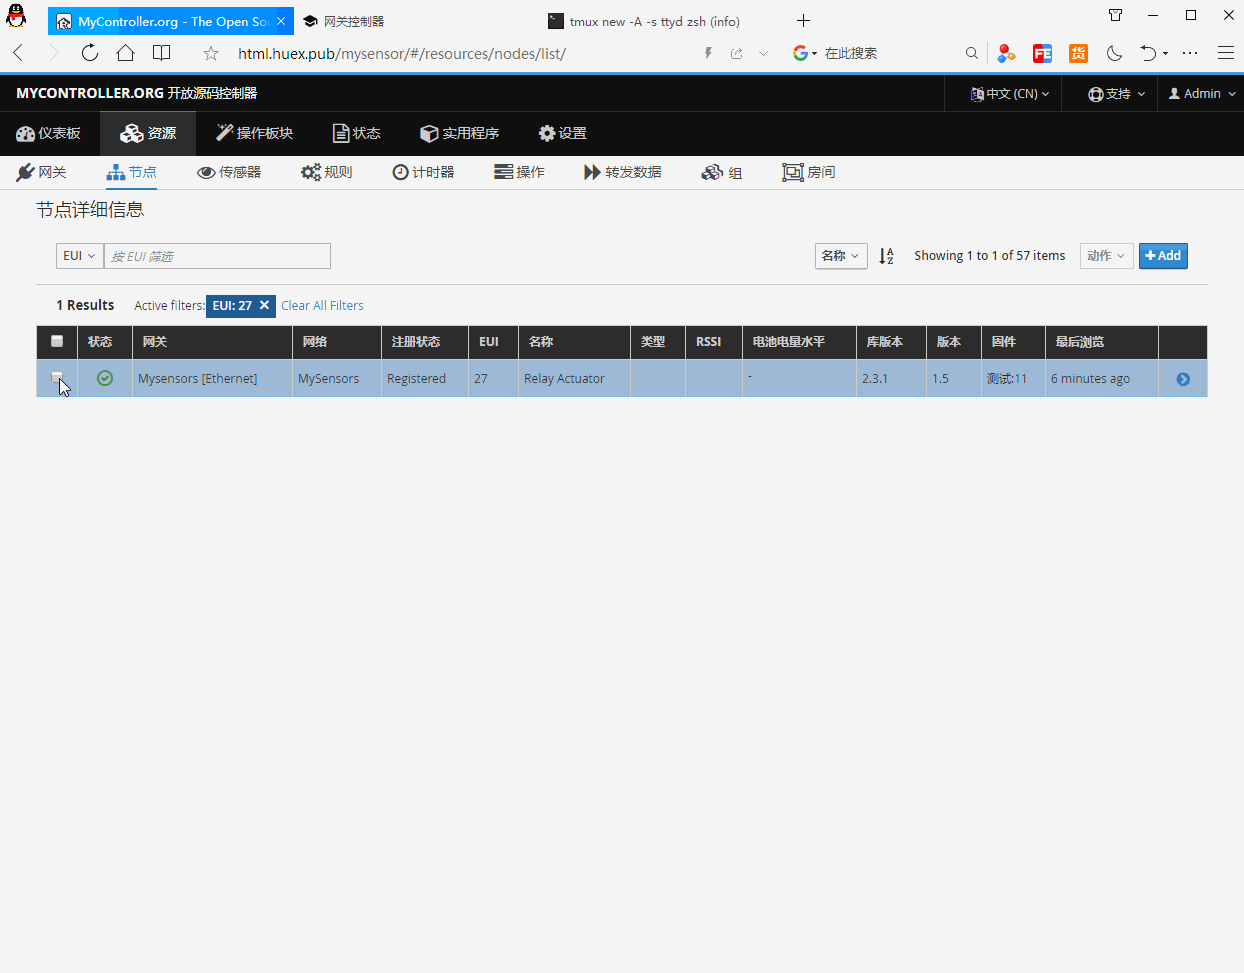 MyController.org - The Open Sou
网关控制器
tmux new -A -s ttyd zsh (info)
html.huex.pub/mysensor/#/resources/nodes/list/
在此搜索
MYCONTROLLER.ORG 开放源码控制器
中文 (CN)
支持
Admin
仪表板
资源
操作板块
状态
实用程序
设置
网关
节点
传感器
规则
计时器
操作
转发数据
组
房间
节点详细信息
EUI
按 EUI 筛选
名称
Showing 1 to 1 of 57 items
动作
Add
1 Results
Active filters:
EUI: 27
Clear All Filters
状态 网关 网络 注册状态 EUI 名称 类型 RSSI 电池电量水平 库版本 版本 固件 最后浏览
Mysensors [Ethernet] MySensors Registered 27 Relay Actuator - 2.3.1 1.5 测试:11 6 minutes ago